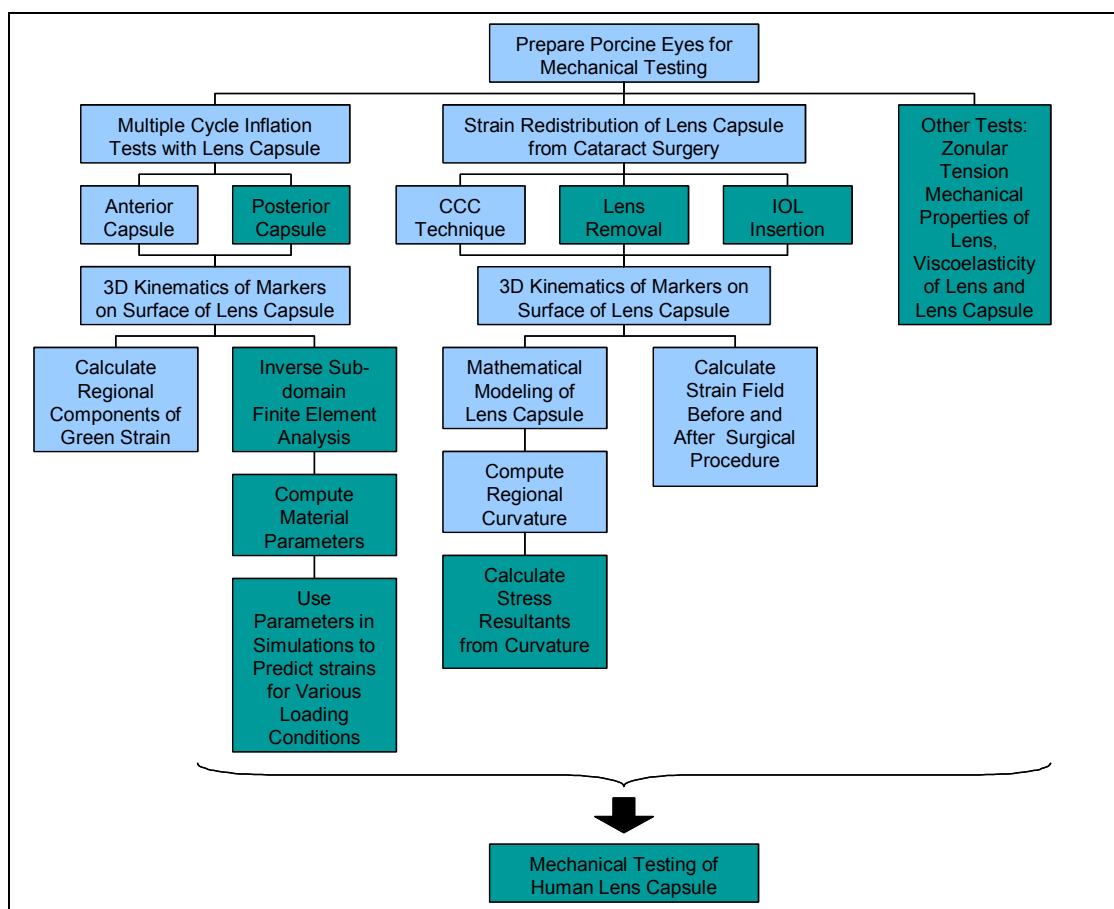 Prepare Porcine Eyes for
Mechanical Testing
Multiple Cycle Inflation
Tests with Lens Capsule
Strain Redistribution of Lens Capsule
from Cataract Surgery
Other Tests:
Zonular
Tension
Mechanical
Properties of
Lens,
Viscoelasticity
of Lens and
Lens Capsule
Anterior
Capsule
Posterior
Capsule
CCC
Technique
Lens
Removal
IOL
Insertion
3D Kinematics of Markers
on Surface of Lens Capsule
3D Kinematics of Markers on
Surface of Lens Capsule
Calculate
Regional
Components of
Green Strain
Inverse Sub-
domain
Finite Element
Analysis
Mathematical
Modeling of
Lens Capsule
Calculate
Strain Field
Before and
After Surgical
Procedure
Compute
Material
Parameters
Compute
Regional
Curvature
Use
Parameters in
Simulations to
Predict strains
for Various
Loading
Conditions
Calculate
Stress
Resultants
from Curvature
Mechanical Testing of
Human Lens Capsule